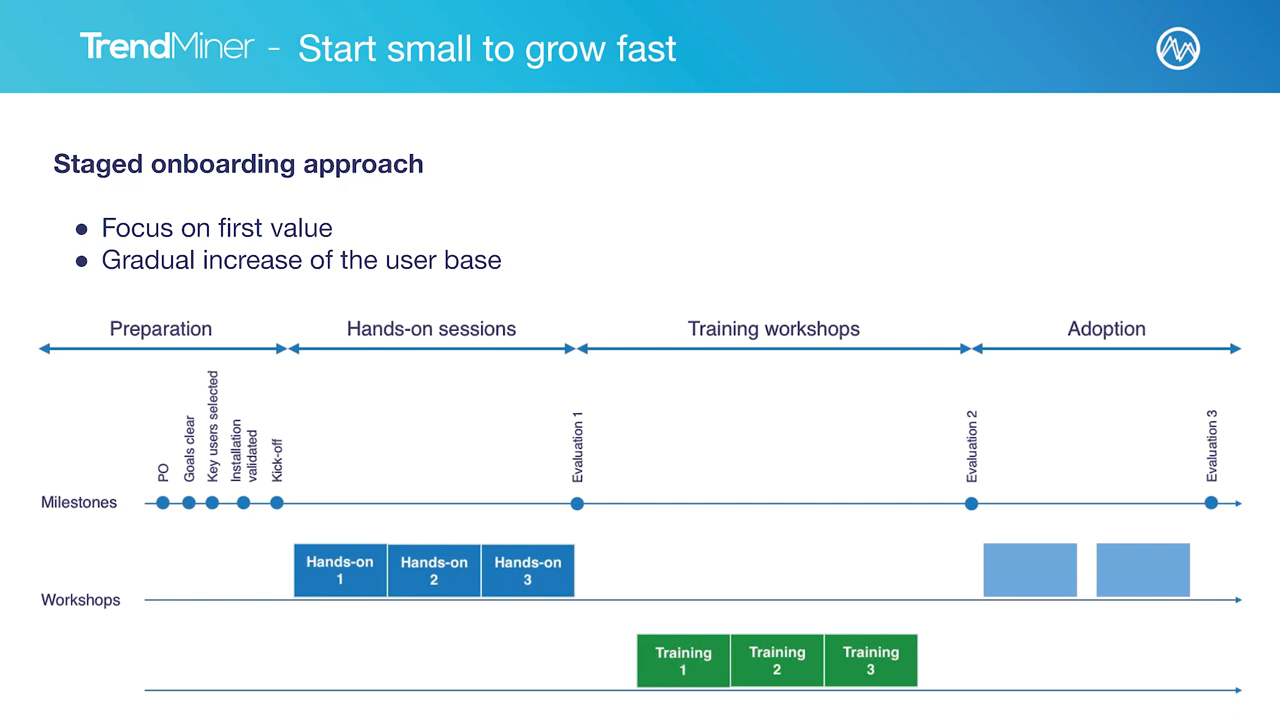 TrendMiner - Start small to grow fast
Staged onboarding approach
● Focus on first value
● Gradual increase of the user base
Preparation
Hands-on sessions
Training workshops
Adoption
PO
Goals clear
Key users selected
Installation
validated
Kick-off
Evaluation 1
Evaluation 2
Evaluation 3
Milestones
Hands-on
1
Hands-on
2
Hands-on
3
Workshops
Training
1
Training
2
Training
3